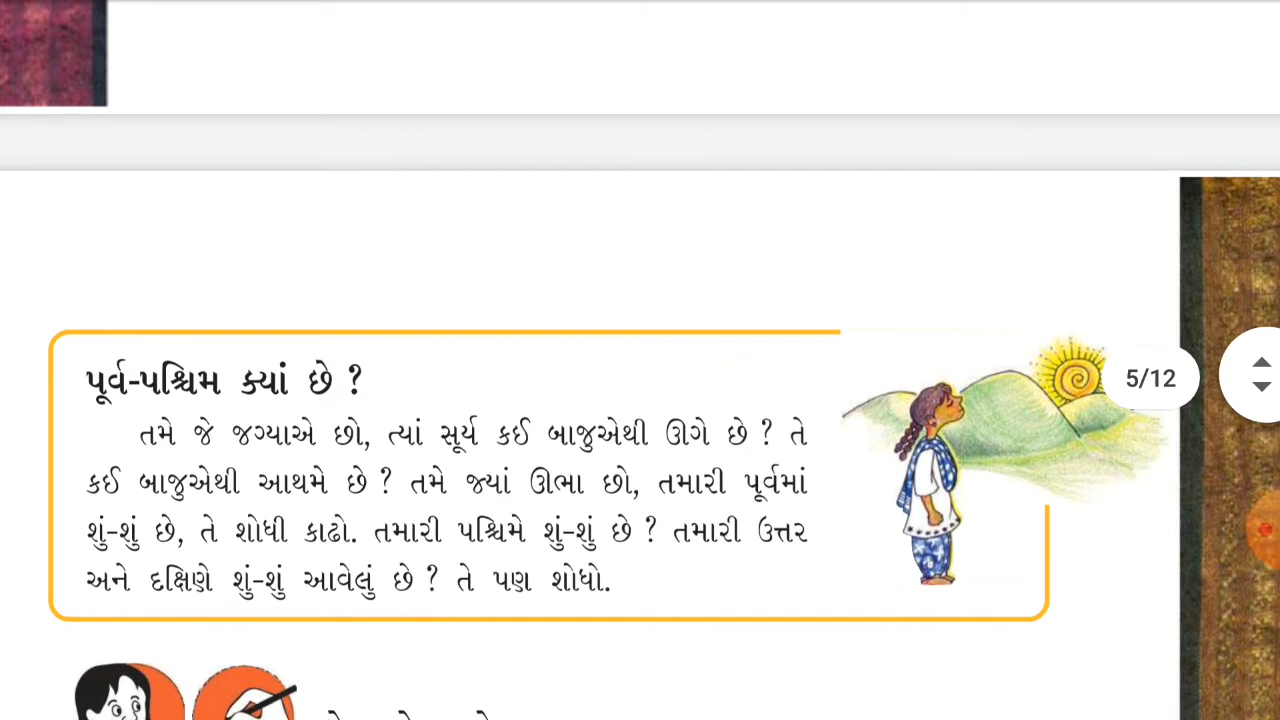 પૂર્વ-પશ્ચિમ ક્યાં છે ?
તમે જે જગ્યાએ છો, ત્યાં સૂર્ય કઈ બાજુએથી ઊગે છે ? તે
કઈ બાજુએથી આથમે છે ? તમે જ્યાં ઊભા છો, તમારી પૂર્વમાં
શું-શું છે, તે શોધી કાઢો. તમારી પશ્ચિમે શું-શું છે ? તમારી ઉત્તર
અને દક્ષિણે શું-શું આવેલું છે ? તે પણ શોધો.
5/12